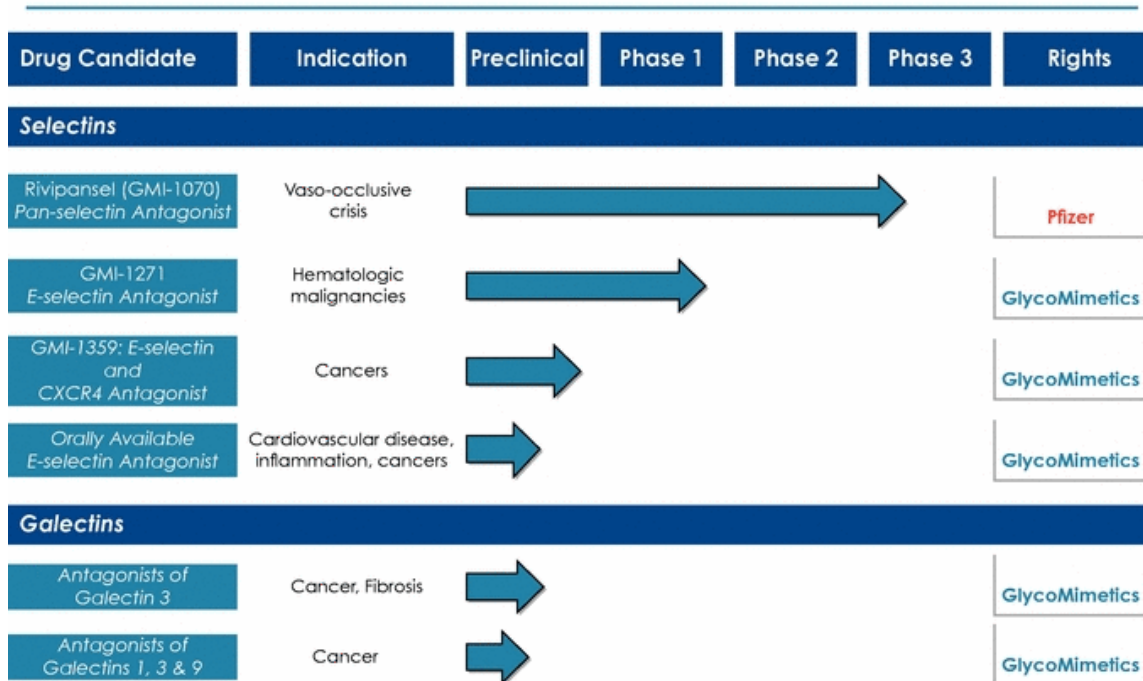 Drug Candidate Indication Preclinical Phase 1 Phase 2 Phase 3 Rights
Selectins
Rivipansel (GMI-1070)
Pan-selectin Antagonist
Vaso-occlusive
crisis
Pfizer
GMI-1271
E-selectin Antagonist
Hematologic
malignancies
GlycoMimetics
GMI-1359: E-selectin
and
CXCR4 Antagonist
Cancers
GlycoMimetics
Orally Available
E-selectin Antagonist
Cardiovascular disease,
inflammation, cancers
GlycoMimetics
Galectins
Antagonists of
Galectin 3
Cancer, Fibrosis
GlycoMimetics
Antagonists of
Galectins 1, 3 & 9
Cancer
GlycoMimetics